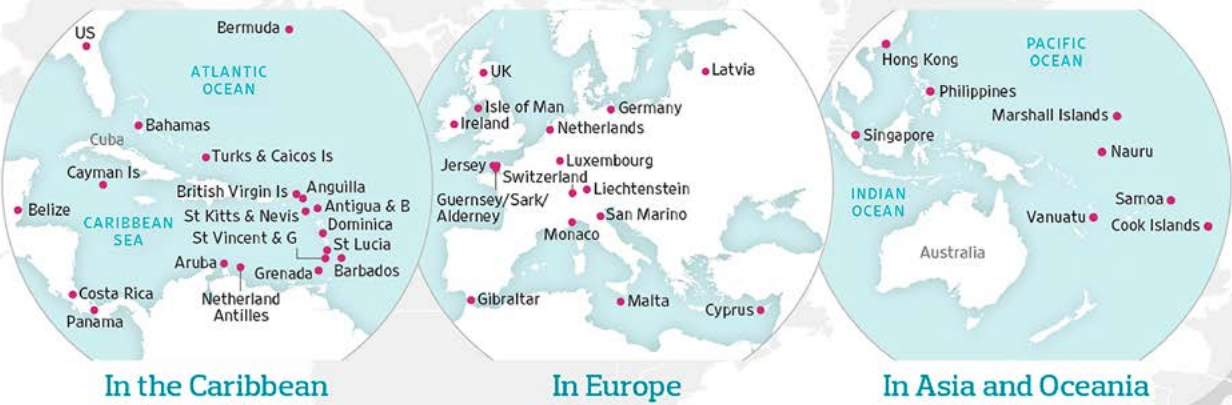 US
Bermuda
ATLANTIC
OCEAN
Bahamas
Cuba
Turks & Caicos Is
Cayman Is
British Virgin Is
Anguilla
Belize
Antigua & B
CARIBBEAN
SEA
St Kitts & Nevis
Dominica
St Vincent & G
St Lucia
Aruba
Grenada
Barbados
Costa Rica
Netherland
Antilles
Panama
In the Caribbean
UK
Latvia
Isle of Man
Germany
Ireland
Netherlands
Jersey
Luxembourg
Switzerland
Liechtenstein
Guernsey/Sark/
Alderney
San Marino
Monaco
Gibraltar
Malta
Cyprus
In Europe
PACIFIC
OCEAN
Hong Kong
Philippines
Marshall Islands
Singapore
Nauru
INDIAN
OCEAN
Samoa
Vanuatu
Cook Islands
Australia
In Asia and Oceania